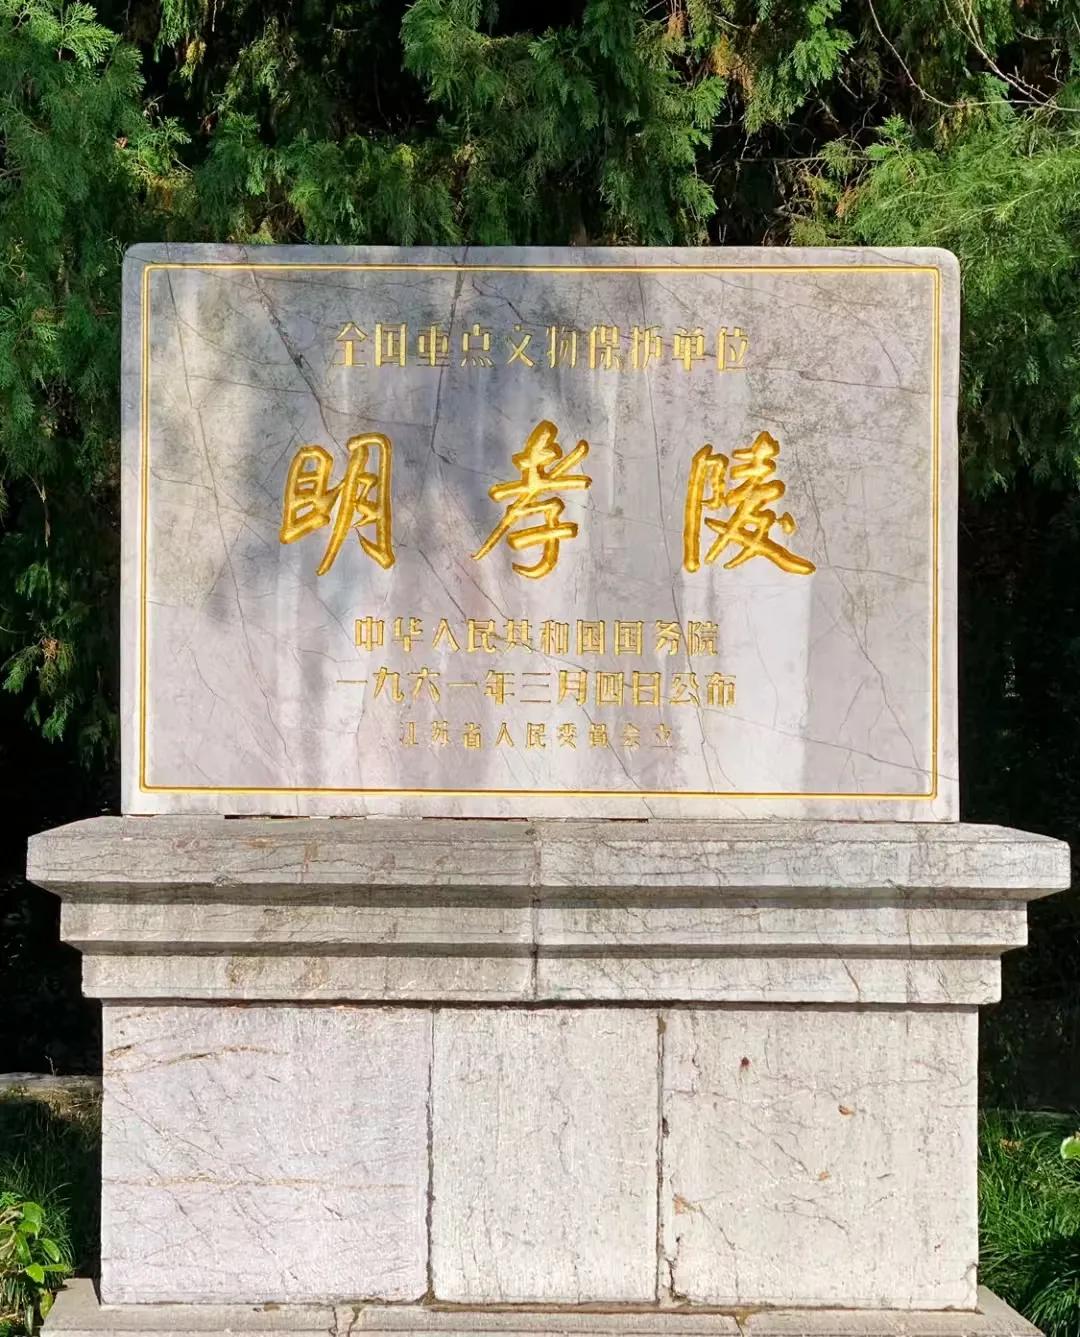 全国重点文物保护单位
明孝陵
中华人民共和国国务院
一九六一年三月四日公布
江苏省人民委员会立